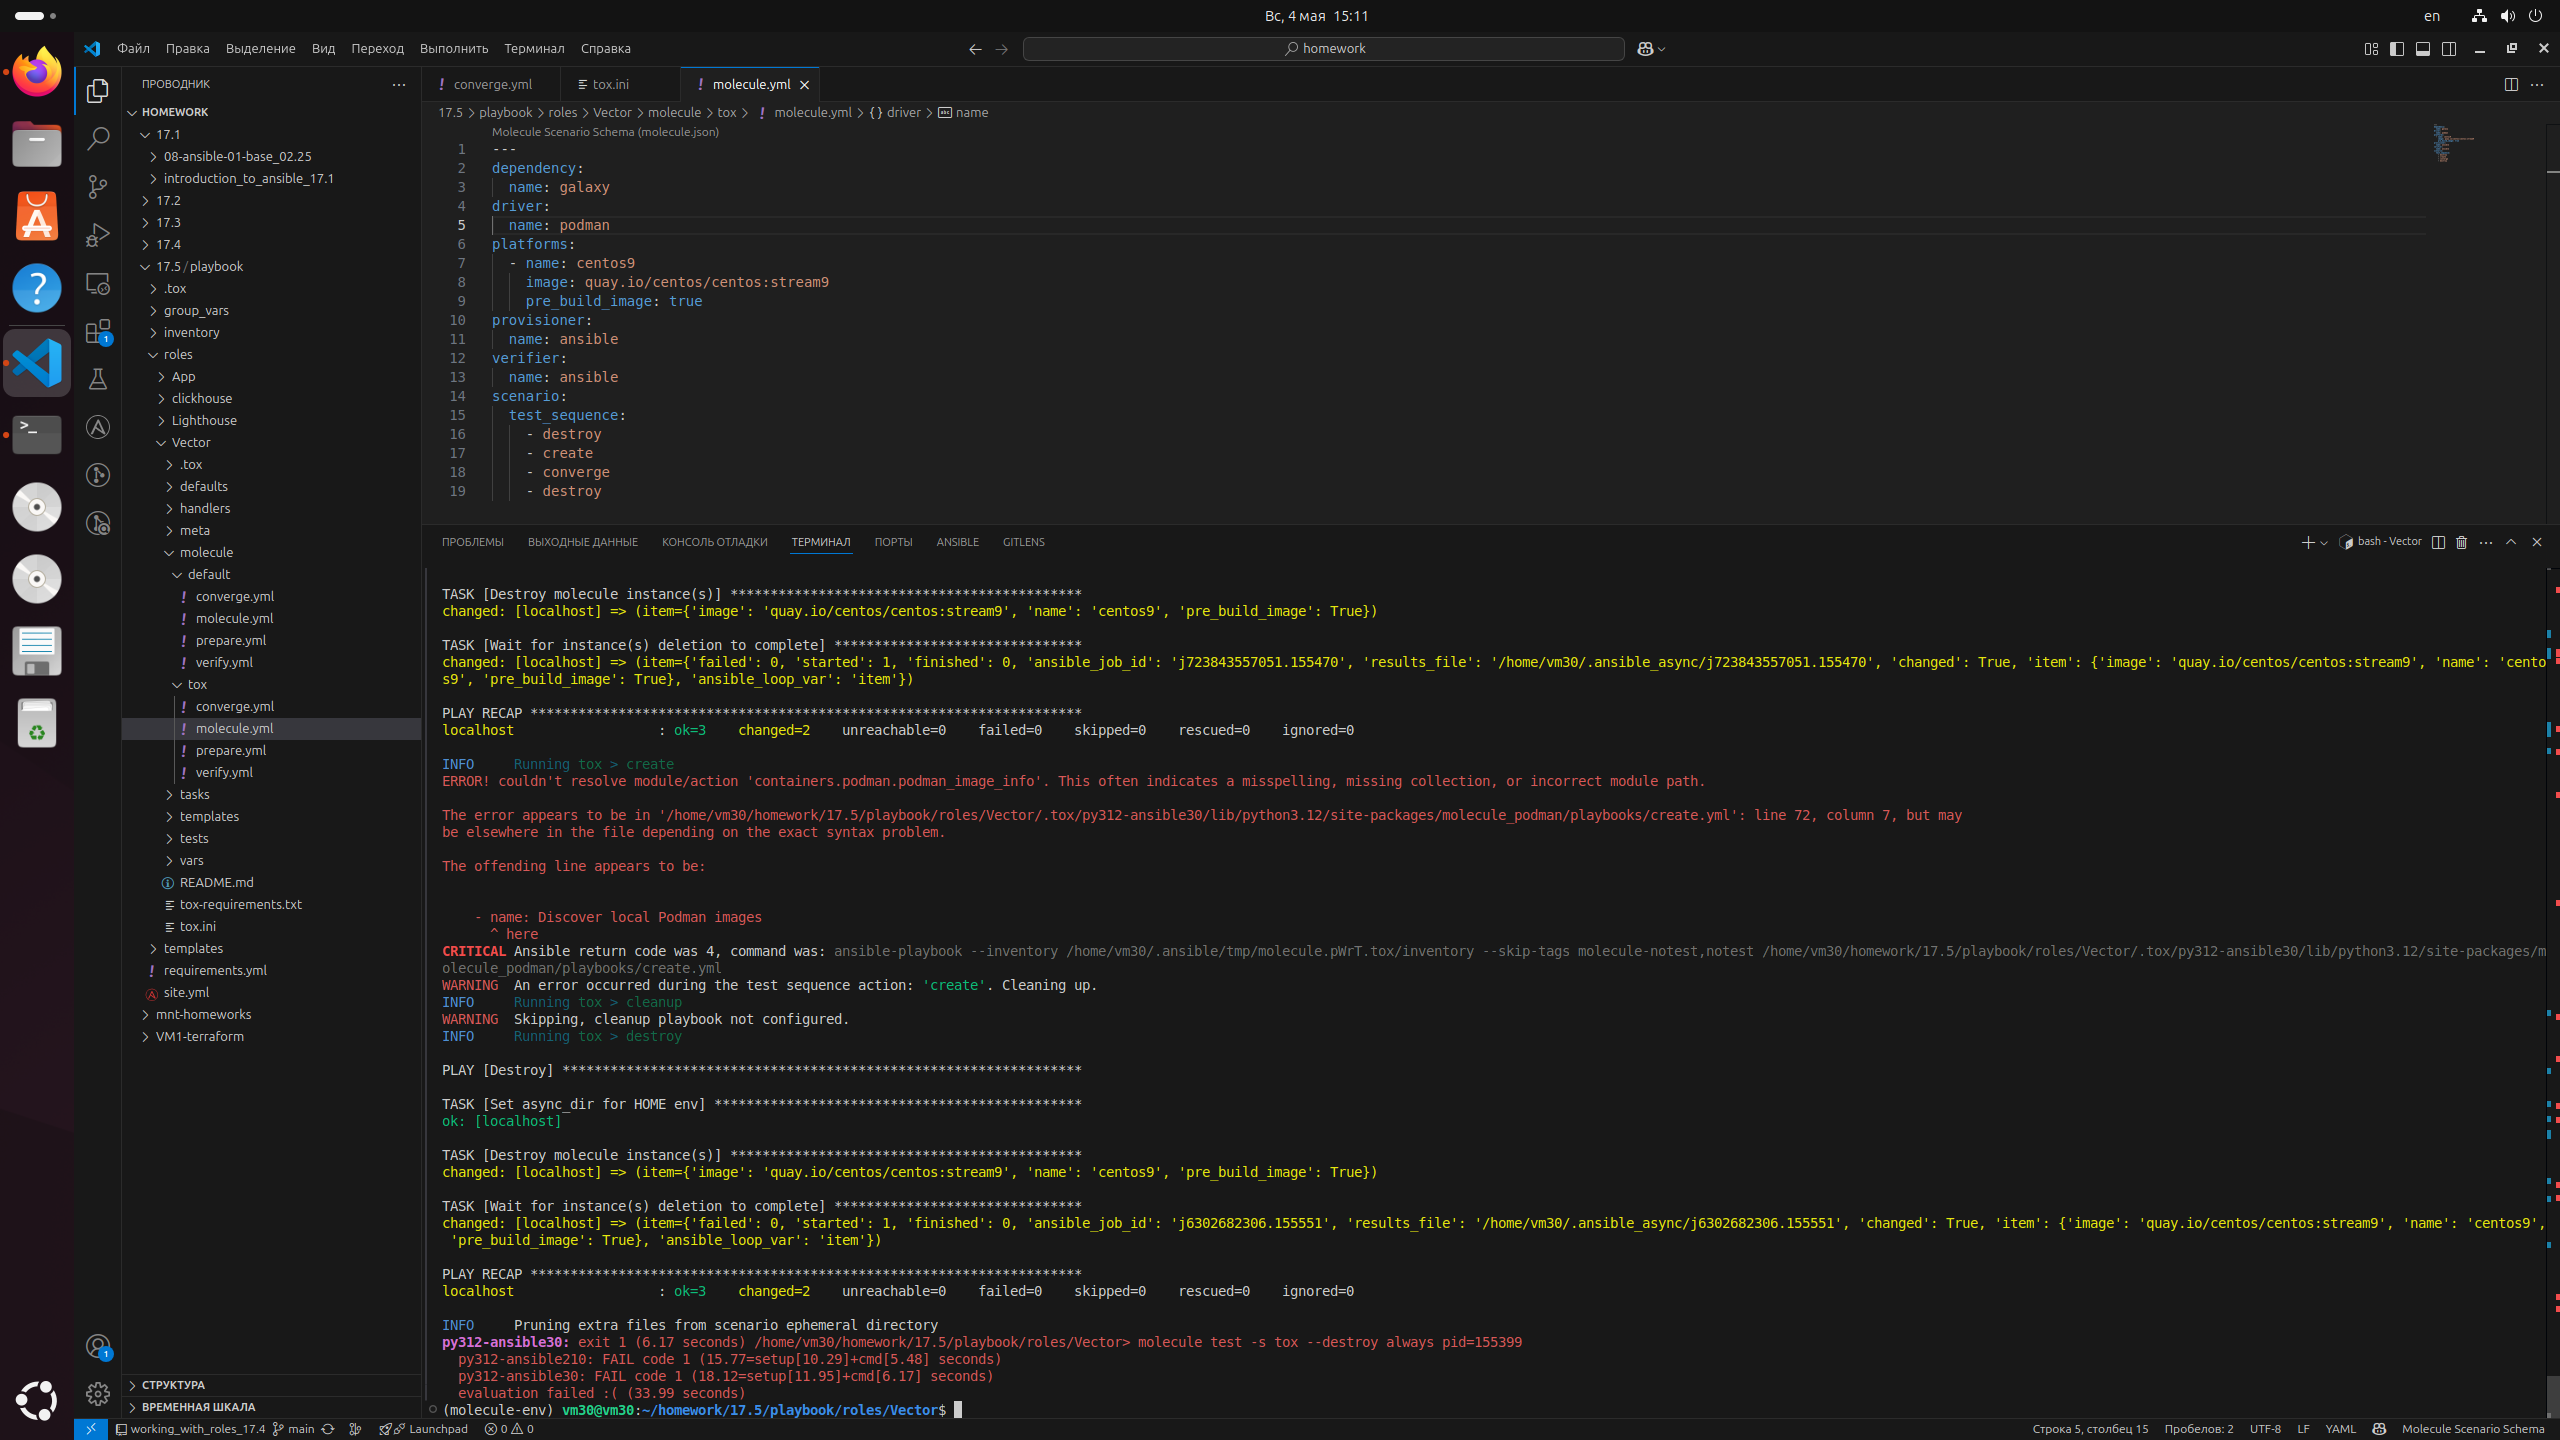 Вс, 4 мая 15:11
en
Файл Правка Выделение Вид Переход Выполнить Терминал Справка
homework
ПРОВОДНИК
HOMEWORK
17.1
08-ansible-01-base_02.25
introduction_to_ansible_17.1
17.2
17.3
17.4
17.5/playbook
.tox
group_vars
inventory
roles
App
clickhouse
Lighthouse
Vector
.tox
defaults
handlers
meta
molecule
default
converge.yml
molecule.yml
prepare.yml
verify.yml
tox
converge.yml
molecule.yml
prepare.yml
verify.yml
tasks
templates
tests
vars
README.md
tox-requirements.txt
tox.ini
templates
requirements.yml
site.yml
mnt-homeworks
VM1-terraform
СТРУКТУРА
ВРЕМЕННАЯ ШКАЛА
converge.yml tox.ini molecule.yml
17.5 > playbook > roles > Vector > molecule > tox > ! molecule.yml > {} driver > name
Molecule Scenario Schema (molecule.json)
1 ---
2 dependency:
3 name: galaxy
4 driver:
5 name: podman
6 platforms:
7 - name: centos9
8 image: quay.io/centos/centos:stream9
9 pre_build_image: true
10 provisioner:
11 name: ansible
12 verifier:
13 name: ansible
14 scenario:
15 test_sequence:
16 - destroy
17 - create
18 - converge
19 - destroy
ПРОБЛЕМЫ ВЫХОДНЫЕ ДАННЫЕ КОНСОЛЬ ОТЛАДКИ ТЕРМИНАЛ ПОРТЫ ANSIBLE GITLENS
bash - Vector
TASK [Destroy molecule instance(s)] ********************************************
changed: [localhost] => (item={'image': 'quay.io/centos/centos:stream9', 'name': 'centos9', 'pre_build_image': True})
TASK [Wait for instance(s) deletion to complete] *******************************
changed: [localhost] => (item={'failed': 0, 'started': 1, 'finished': 0, 'ansible_job_id': 'j723843557051.155470', 'results_file': '/home/vm30/.ansible_async/j723843557051.155470', 'changed': True, 'item': {'image': 'quay.io/centos/centos:stream9', 'name': 'cento
s9', 'pre_build_image': True}, 'ansible_loop_var': 'item'})
PLAY RECAP *********************************************************************
localhost : ok=3 changed=2 unreachable=0 failed=0 skipped=0 rescued=0 ignored=0
INFO Running tox > create
ERROR! couldn't resolve module/action 'containers.podman.podman_image_info'. This often indicates a misspelling, missing collection, or incorrect module path.
The error appears to be in '/home/vm30/homework/17.5/playbook/roles/Vector/.tox/py312-ansible30/lib/python3.12/site-packages/molecule_podman/playbooks/create.yml': line 72, column 7, but may
be elsewhere in the file depending on the exact syntax problem.
The offending line appears to be:
- name: Discover local Podman images
^ here
CRITICAL Ansible return code was 4, command was: ansible-playbook --inventory /home/vm30/.ansible/tmp/molecule.pWrT.tox/inventory --skip-tags molecule-notest,notest /home/vm30/homework/17.5/playbook/roles/Vector/.tox/py312-ansible30/lib/python3.12/site-packages/m
olecule_podman/playbooks/create.yml
WARNING An error occurred during the test sequence action: 'create'. Cleaning up.
INFO Running tox > cleanup
WARNING Skipping, cleanup playbook not configured.
INFO Running tox > destroy
PLAY [Destroy] *****************************************************************
TASK [Set async_dir for HOME env] **********************************************
ok: [localhost]
TASK [Destroy molecule instance(s)] ********************************************
changed: [localhost] => (item={'image': 'quay.io/centos/centos:stream9', 'name': 'centos9', 'pre_build_image': True})
TASK [Wait for instance(s) deletion to complete] *******************************
changed: [localhost] => (item={'failed': 0, 'started': 1, 'finished': 0, 'ansible_job_id': 'j6302682306.155551', 'results_file': '/home/vm30/.ansible_async/j6302682306.155551', 'changed': True, 'item': {'image': 'quay.io/centos/centos:stream9', 'name': 'centos9',
'pre_build_image': True}, 'ansible_loop_var': 'item'})
PLAY RECAP *********************************************************************
localhost : ok=3 changed=2 unreachable=0 failed=0 skipped=0 rescued=0 ignored=0
INFO Pruning extra files from scenario ephemeral directory
py312-ansible30: exit 1 (6.17 seconds) /home/vm30/homework/17.5/playbook/roles/Vector> molecule test -s tox --destroy always pid=155399
py312-ansible210: FAIL code 1 (15.77=setup[10.29]+cmd[5.48] seconds)
py312-ansible30: FAIL code 1 (18.12=setup[11.95]+cmd[6.17] seconds)
evaluation failed :( (33.99 seconds)
(molecule-env) vm30@vm30:~/homework/17.5/playbook/roles/Vector$
working_with_roles_17.4 main Launchpad 0 0 Строка 5, столбец 15 Пробелов: 2 UTF-8 LF YAML Molecule Scenario Schema